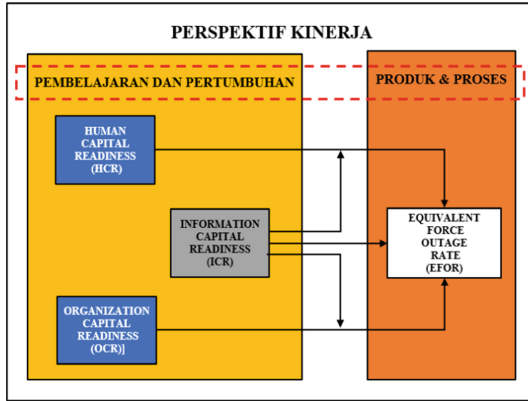 PERSPEKTIF KINERJA
PEMBELAJARAN DAN PERTUMBUHAN
PRODUK & PROSES
HUMAN
CAPITAL
READINESS
(HCR)
INFORMATION
CAPITAL
READINESS
(ICR)
EQUIVALENT
FORCE
OUTAGE
RATE
(EFOR)
ORGANIZATION
CAPITAL
READINESS
(OCR)]